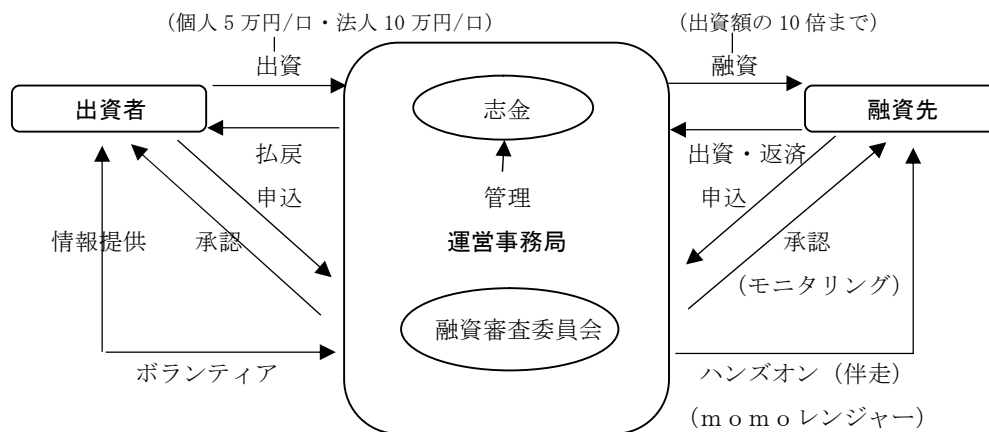 （個人 5 万円/口・法人 10 万円/口）
（出資額の 10 倍まで）
出資
融資
出資者
志金
融資先
払戻
出資・返済
申込
管理
申込
情報提供
承認
運営事務局
承認
（モニタリング）
融資審査委員会
ボランティア
ハンズオン（伴走）
（ｍｏｍｏレンジャー）